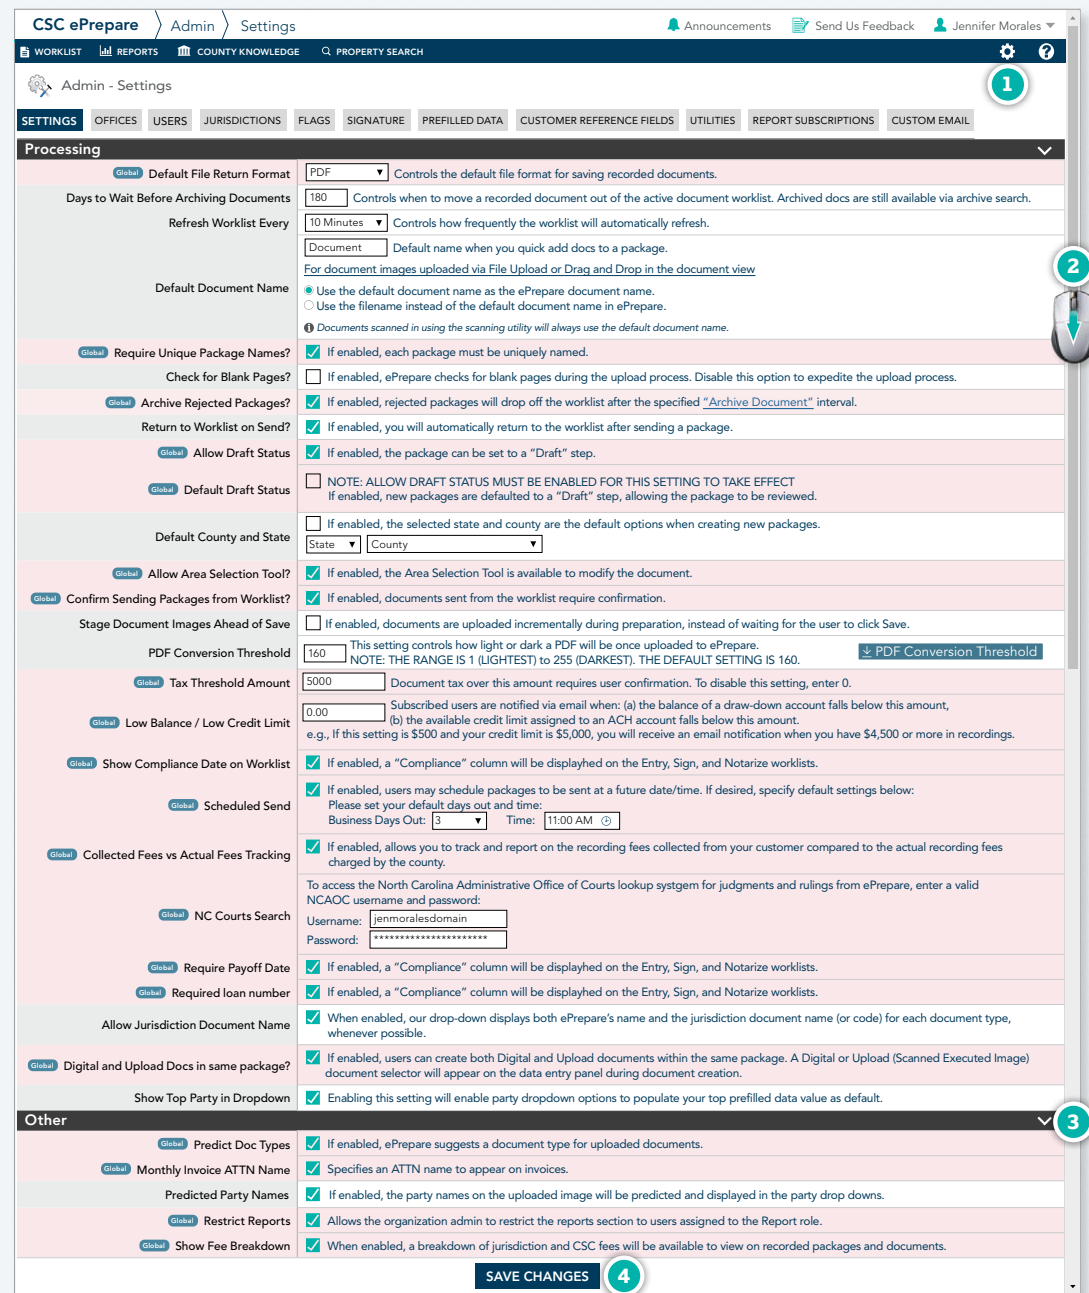 CSC ePrepare Admin Settings Announcements Send Us Feedback Jennifer Morales
WORKLIST REPORTS COUNTY KNOWLEDGE PROPERTY SEARCH
1
Admin - Settings
SETTINGS OFFICES USERS JURISDICTIONS FLAGS SIGNATURE PREFILLED DATA CUSTOMER REFERENCE FIELDS UTILITIES REPORT SUBSCRIPTIONS CUSTOM EMAIL
Processing
Global Default File Return Format PDF Controls the default file format for saving recorded documents.
Days to Wait Before Archiving Documents 180 Controls when to move a recorded document out of the active document worklist. Archived docs are still available via archive search.
Refresh Worklist Every 10 Minutes Controls how frequently the worklist will automatically refresh.
Document Default name when you quick add docs to a package.
For document images uploaded via File Upload or Drag and Drop in the document view
2
Default Document Name
Use the default document name as the ePrepare document name.
Use the filename instead of the default document name in ePrepare.
Documents scanned in using the scanning utility will always use the default document name.
Global Require Unique Package Names? If enabled, each package must be uniquely named.
Check for Blank Pages? If enabled, ePrepare checks for blank pages during the upload process. Disable this option to expedite the upload process.
Global Archive Rejected Packages? If enabled, rejected packages will drop off the worklist after the specified "Archive Document" interval.
Return to Worklist on Send? If enabled, you will automatically return to the worklist after sending a package.
Global Allow Draft Status If enabled, the package can be set to a "Draft" step.
Global Default Draft Status
NOTE: ALLOW DRAFT STATUS MUST BE ENABLED FOR THIS SETTING TO TAKE EFFECT
If enabled, new packages are defaulted to a "Draft" step, allowing the package to be reviewed.
Default County and State
If enabled, the selected state and county are the default options when creating new packages.
State County
Global Allow Area Selection Tool? If enabled, the Area Selection Tool is available to modify the document.
Global Confirm Sending Packages from Worklist? If enabled, documents sent from the worklist require confirmation.
Stage Document Images Ahead of Save If enabled, documents are uploaded incrementally during preparation, instead of waiting for the user to click Save.
PDF Conversion Threshold 160
This setting controls how light or dark a PDF will be once uploaded to ePrepare.
NOTE: THE RANGE IS 1 (LIGHTEST) to 255 (DARKEST). THE DEFAULT SETTING IS 160.
PDF Conversion Threshold
Global Tax Threshold Amount 5000 Document tax over this amount requires user confirmation. To disable this setting, enter 0.
Global Low Balance / Low Credit Limit 0.00
Subscribed users are notified via email when: (a) the balance of a draw-down account falls below this amount,
(b) the available credit limit assigned to an ACH account falls below this amount.
e.g., If this setting is $500 and your credit limit is $5,000, you will receive an email notification when you have $4,500 or more in recordings.
Global Show Compliance Date on Worklist If enabled, a "Compliance" column will be displayhed on the Entry, Sign, and Notarize worklists.
Global Scheduled Send
If enabled, users may schedule packages to be sent at a future date/time. If desired, specify default settings below:
Please set your default days out and time:
Business Days Out: 3 Time: 11:00 AM
Global Collected Fees vs Actual Fees Tracking
If enabled, allows you to track and report on the recording fees collected from your customer compared to the actual recording fees
charged by the county.
Global NC Courts Search
To access the North Carolina Administrative Office of Courts lookup systgem for judgments and rulings from ePrepare, enter a valid
NCAOC username and password:
Username: jenmoralesdomain
Password: **********************
Global Require Payoff Date If enabled, a "Compliance" column will be displayhed on the Entry, Sign, and Notarize worklists.
Global Required loan number If enabled, a "Compliance" column will be displayhed on the Entry, Sign, and Notarize worklists.
Allow Jurisdiction Document Name
When enabled, our drop-down displays both ePrepare's name and the jurisdiction document name (or code) for each document type,
whenever possible.
Global Digital and Upload Docs in same package?
If enabled, users can create both Digital and Upload documents within the same package. A Digital or Upload (Scanned Executed Image)
document selector will appear on the data entry panel during document creation.
Show Top Party in Dropdown Enabling this setting will enable party dropdown options to populate your top prefilled data value as default.
Other 3
Global Predict Doc Types If enabled, ePrepare suggests a document type for uploaded documents.
Global Monthly Invoice ATTN Name Specifies an ATTN name to appear on invoices.
Predicted Party Names If enabled, the party names on the uploaded image will be predicted and displayed in the party drop downs.
Global Restrict Reports Allows the organization admin to restrict the reports section to users assigned to the Report role.
Global Show Fee Breakdown When enabled, a breakdown of jurisdiction and CSC fees will be available to view on recorded packages and documents.
SAVE CHANGES 4